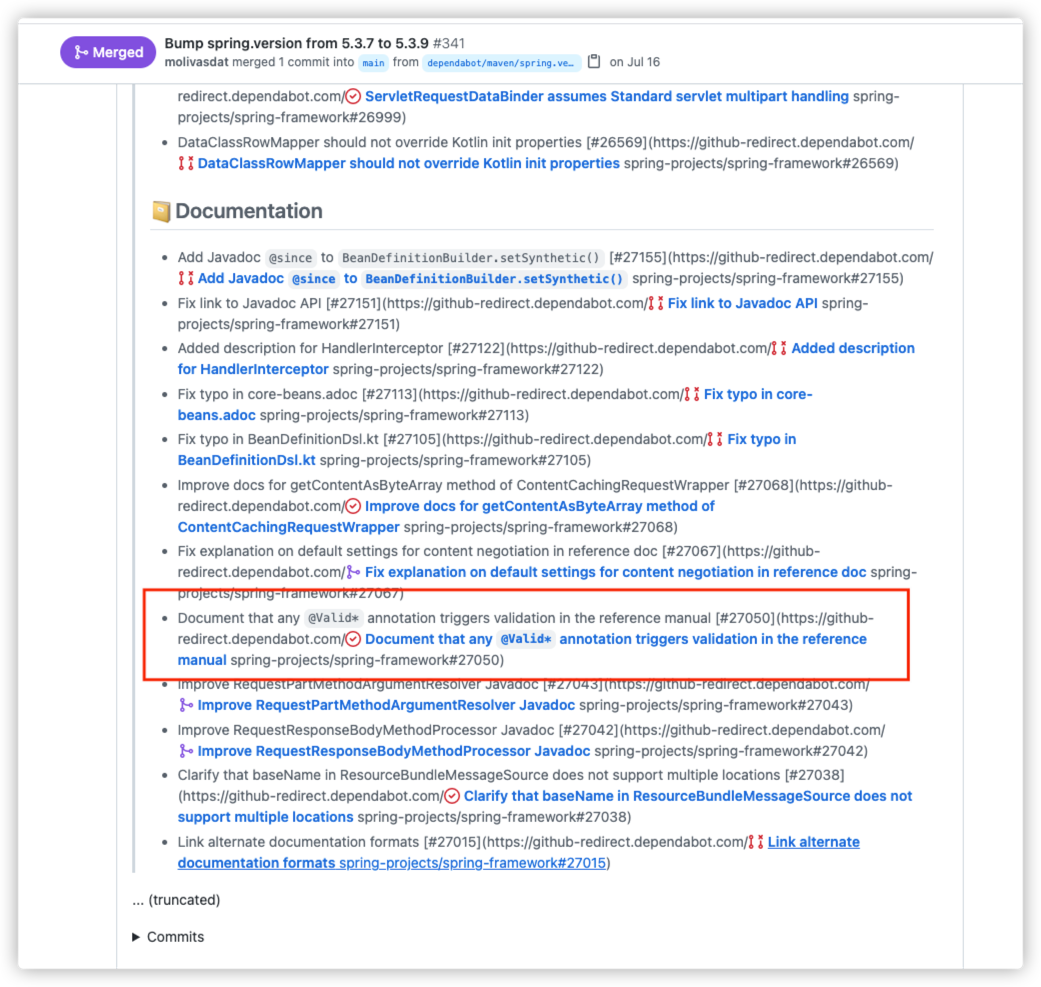 Merged
Bump spring.version from 5.3.7 to 5.3.9 #341
molivasdat merged 1 commit into main from dependabot/maven/spring.ve… on Jul 16
redirect.dependabot.com/ ServletRequestDataBinder assumes Standard servlet multipart handling spring-
projects/spring-framework#26999)
• DataClassRowMapper should not override Kotlin init properties [#26569](https://github-redirect.dependabot.com/
DataClassRowMapper should not override Kotlin init properties spring-projects/spring-framework#26569)
📔 Documentation
• Add Javadoc @since to BeanDefinitionBuilder.setSynthetic() [#27155](https://github-redirect.dependabot.com/
Add Javadoc @since to BeanDefinitionBuilder.setSynthetic() spring-projects/spring-framework#27155)
• Fix link to Javadoc API [#27151](https://github-redirect.dependabot.com/ Fix link to Javadoc API spring-
projects/spring-framework#27151)
• Added description for HandlerInterceptor [#27122](https://github-redirect.dependabot.com/ Added description
for HandlerInterceptor spring-projects/spring-framework#27122)
• Fix typo in core-beans.adoc [#27113](https://github-redirect.dependabot.com/ Fix typo in core-
beans.adoc spring-projects/spring-framework#27113)
• Fix typo in BeanDefinitionDsl.kt [#27105](https://github-redirect.dependabot.com/ Fix typo in
BeanDefinitionDsl.kt spring-projects/spring-framework#27105)
• Improve docs for getContentAsByteArray method of ContentCachingRequestWrapper [#27068](https://github-
redirect.dependabot.com/ Improve docs for getContentAsByteArray method of
ContentCachingRequestWrapper spring-projects/spring-framework#27068)
• Fix explanation on default settings for content negotiation in reference doc [#27067](https://github-
redirect.dependabot.com/ Fix explanation on default settings for content negotiation in reference doc spring-
projects/spring-framework#27067)
• Document that any @Valid* annotation triggers validation in the reference manual [#27050](https://github-
redirect.dependabot.com/ Document that any @Valid* annotation triggers validation in the reference
manual spring-projects/spring-framework#27050)
• Improve RequestPartMethodArgumentResolver Javadoc [#27043](https://github-redirect.dependabot.com/
Improve RequestPartMethodArgumentResolver Javadoc spring-projects/spring-framework#27043)
• Improve RequestResponseBodyMethodProcessor Javadoc [#27042](https://github-redirect.dependabot.com/
Improve RequestResponseBodyMethodProcessor Javadoc spring-projects/spring-framework#27042)
• Clarify that baseName in ResourceBundleMessageSource does not support multiple locations [#27038]
(https://github-redirect.dependabot.com/ Clarify that baseName in ResourceBundleMessageSource does not
support multiple locations spring-projects/spring-framework#27038)
• Link alternate documentation formats [#27015](https://github-redirect.dependabot.com/ Link alternate
documentation formats spring-projects/spring-framework#27015)
... (truncated)
▶ Commits